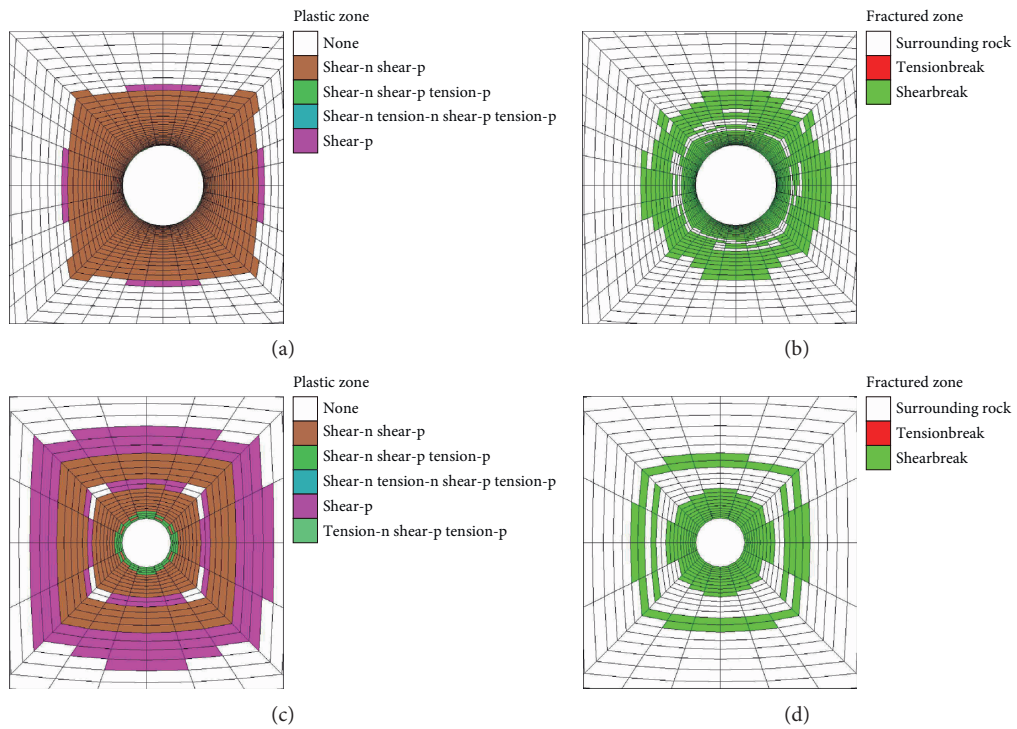 Plastic zone
None
Shear-n shear-p
Shear-n shear-p tension-p
Shear-n tension-n shear-p tension-p
Shear-p
(a)
Fractured zone
Surrounding rock
Tensionbreak
Shearbreak
(b)
Plastic zone
None
Shear-n shear-p
Shear-n shear-p tension-p
Shear-n tension-n shear-p tension-p
Shear-p
Tension-n shear-p tension-p
(c)
Fractured zone
Surrounding rock
Tensionbreak
Shearbreak
(d)